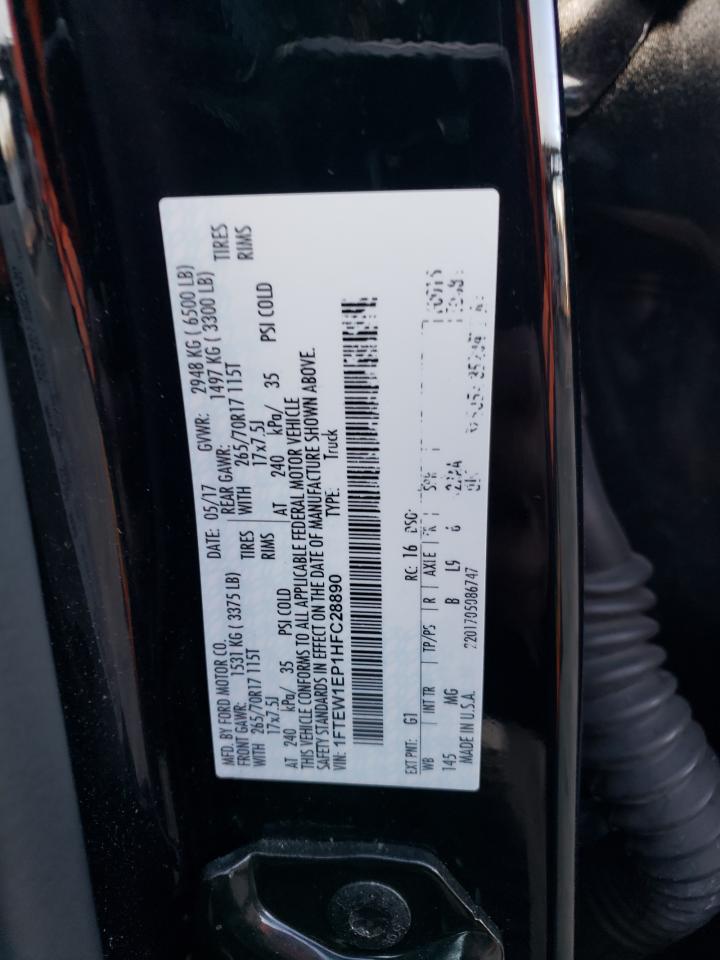 MFD. BY FORD MOTOR CO.
DATE: 05/17 GVWR: 2948 KG ( 6500 LB)
FRONT GAWR: 1531 KG ( 3375 LB)
REAR GAWR: 1497 KG ( 3300 LB)
WITH 265/70R17 115T TIRES
WITH 265/70R17 115T TIRES
17x7.5J RIMS
17x7.5J RIMS
AT 240 kPa/ 35 PSI COLD
AT 240 kPa/ 35 PSI COLD
THIS VEHICLE CONFORMS TO ALL APPLICABLE FEDERAL MOTOR VEHICLE
SAFETY STANDARDS IN EFFECT ON THE DATE OF MANUFACTURE SHOWN ABOVE.
VIN: 1FTEW1EP1HFC28890 TYPE: Truck
EXT PNT: G1 RC: 16 DSO:
WB INT TR TP/PS R AXLE TR SPR
145 MG B L9 6
MADE IN U.S.A. 2201705086747